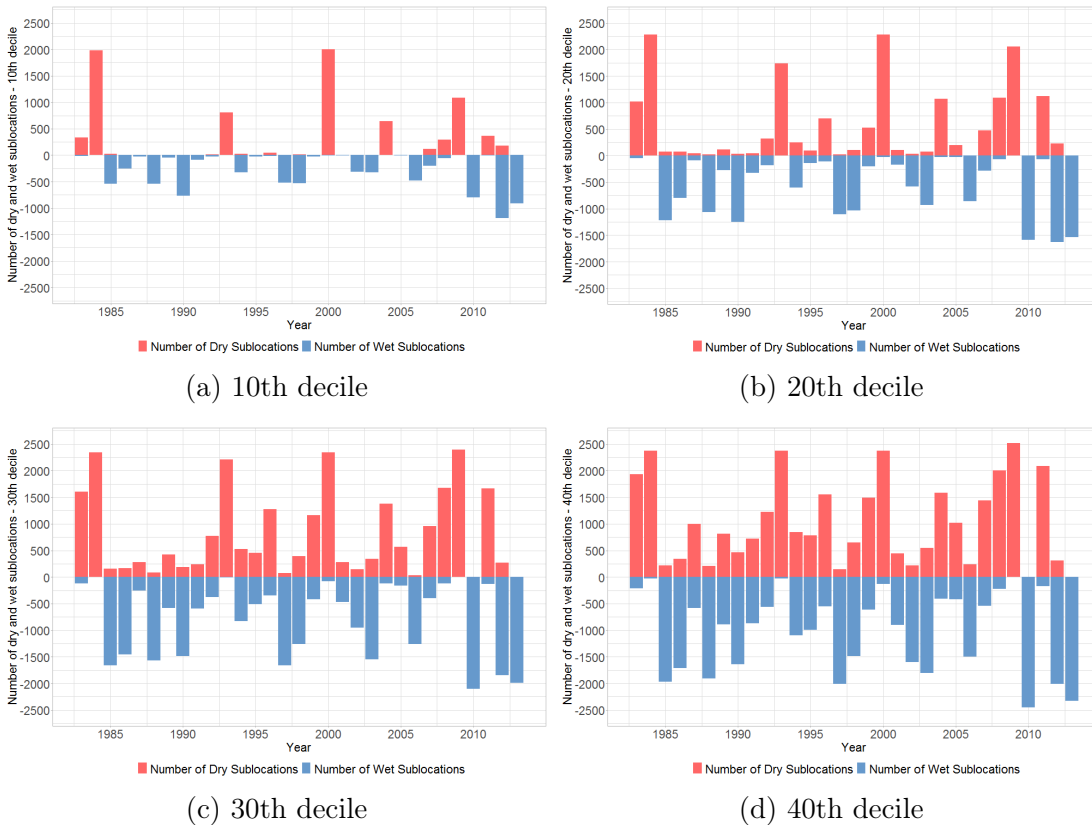 Number of dry and wet sublocations - 10th decile
2500
2000
1500
1000
500
0
-500
-1000
-1500
-2000
-2500
1985 1990 1995 2000 2005 2010
Year
Number of Dry Sublocations Number of Wet Sublocations
(a) 10th decile
Number of dry and wet sublocations - 20th decile
2500
2000
1500
1000
500
0
-500
-1000
-1500
-2000
-2500
1985 1990 1995 2000 2005 2010
Year
Number of Dry Sublocations Number of Wet Sublocations
(b) 20th decile
Number of dry and wet sublocations - 30th decile
2500
2000
1500
1000
500
0
-500
-1000
-1500
-2000
-2500
1985 1990 1995 2000 2005 2010
Year
Number of Dry Sublocations Number of Wet Sublocations
(c) 30th decile
Number of dry and wet sublocations - 40th decile
2500
2000
1500
1000
500
0
-500
-1000
-1500
-2000
-2500
1985 1990 1995 2000 2005 2010
Year
Number of Dry Sublocations Number of Wet Sublocations
(d) 40th decile